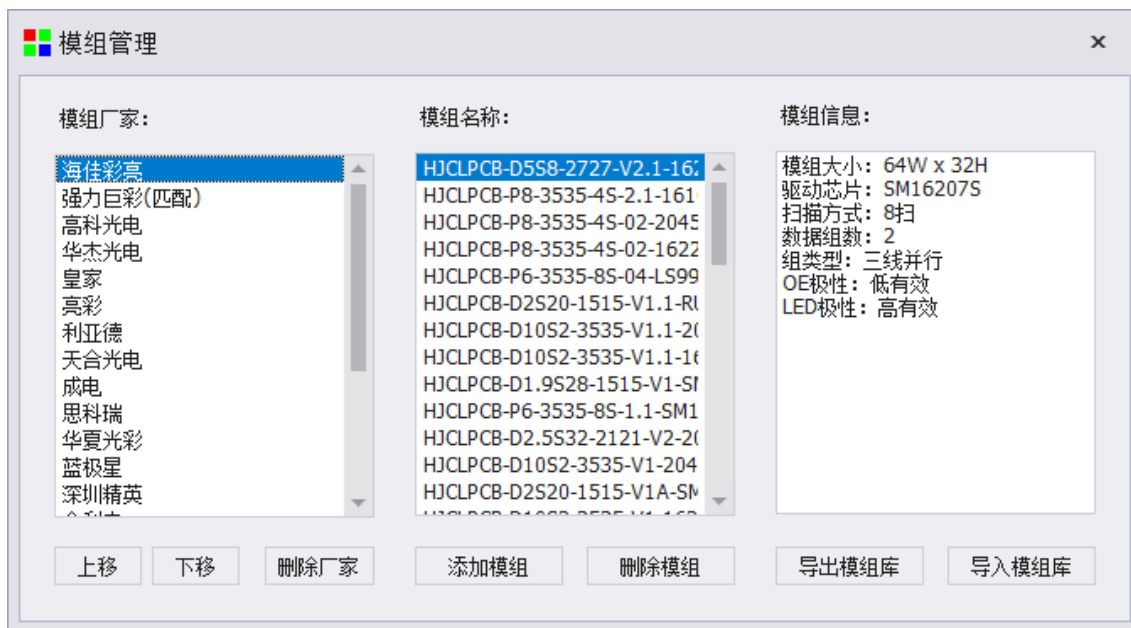 模组管理
模组厂家:
海佳彩亮
强力巨彩(匹配)
高科光电
华杰光电
皇家
亮彩
利亚德
天合光电
成电
思科瑞
华夏光彩
蓝极星
深圳精英
上移
下移
删除厂家
模组名称:
HJCLPCB-D5S8-2727-V2.1-162
HJCLPCB-P8-3535-4S-2.1-161
HJCLPCB-P8-3535-4S-02-2045
HJCLPCB-P8-3535-4S-02-1622
HJCLPCB-P6-3535-8S-04-LS99
HJCLPCB-D2S20-1515-V1.1-RU
HJCLPCB-D10S2-3535-V1.1-20
HJCLPCB-D10S2-3535-V1.1-16
HJCLPCB-D1.9S28-1515-V1-SM
HJCLPCB-P6-3535-8S-1.1-SM1
HJCLPCB-D2.5S32-2121-V2-20
HJCLPCB-D10S2-3535-V1-204
HJCLPCB-D2S20-1515-V1A-SM
添加模组
删除模组
模组信息:
模组大小: 64W x 32H
驱动芯片: SM16207S
扫描方式: 8扫
数据组数: 2
组类型: 三线并行
OE极性: 低有效
LED极性: 高有效
导出模组库
导入模组库